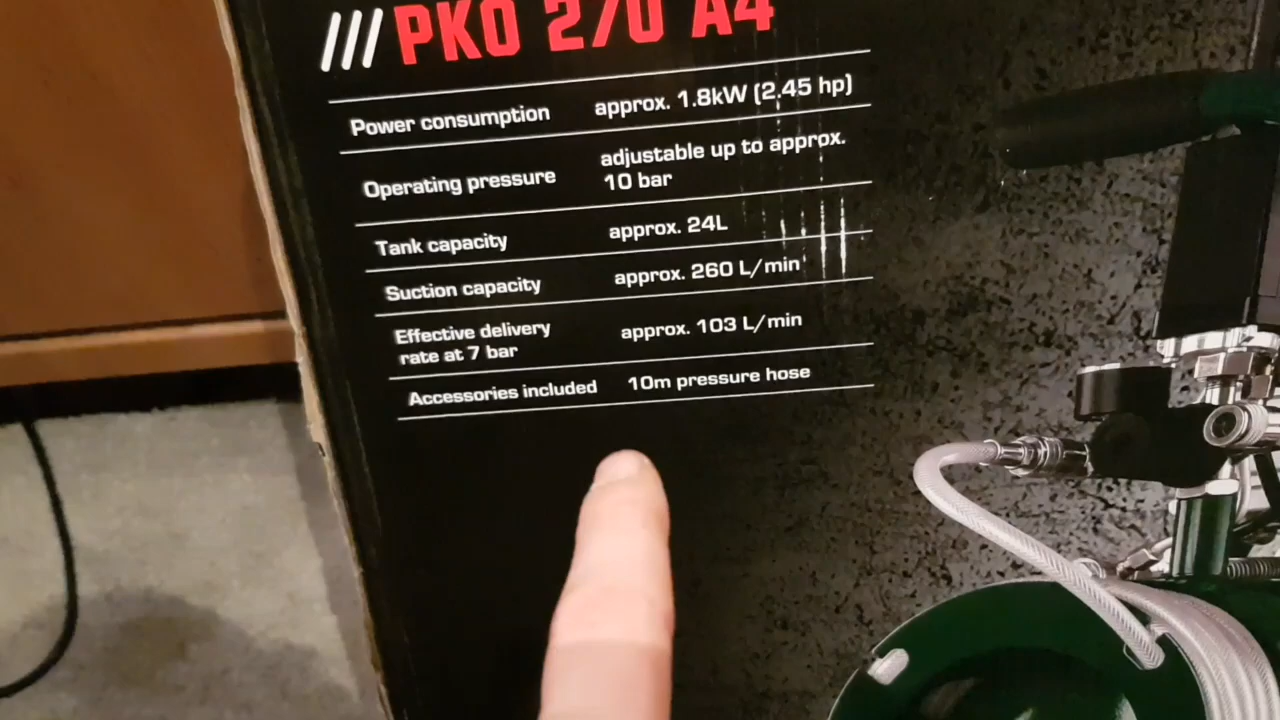 /// PKO 270 A4
Power consumption approx. 1.8kW (2.45 hp)
Operating pressure adjustable up to approx.
10 bar
Tank capacity approx. 24L
Suction capacity approx. 260 L/min
Effective delivery
rate at 7 bar approx. 103 L/min
Accessories included 10m pressure hose